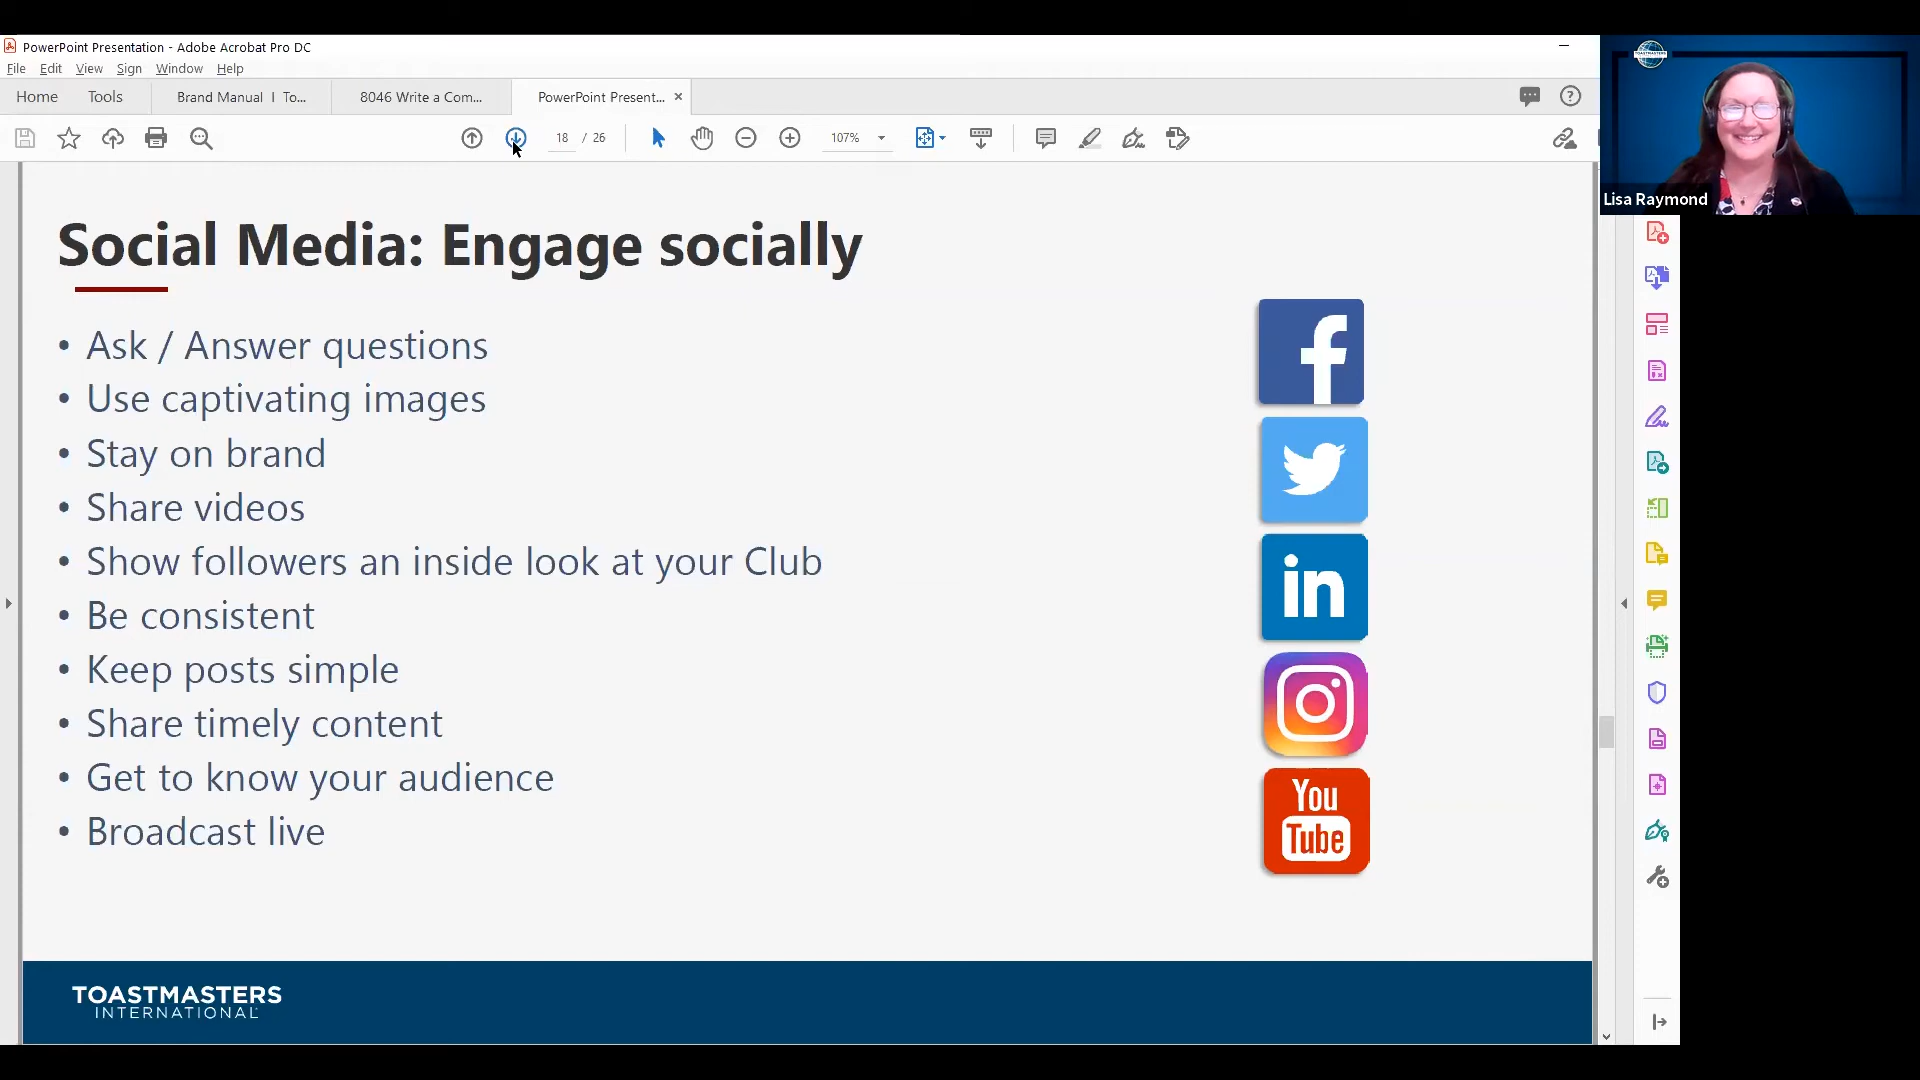 PowerPoint Presentation - Adobe Acrobat Pro DC
File Edit View Sign Window Help
Home Tools Brand Manual I To... 8046 Write a Com... PowerPoint Present... ×
18 / 26 107%
TOASTMASTERS
Lisa Raymond
Social Media: Engage socially
• Ask / Answer questions
• Use captivating images
• Stay on brand
• Share videos
• Show followers an inside look at your Club
• Be consistent
• Keep posts simple
• Share timely content
• Get to know your audience
• Broadcast live
f
in
You
Tube
TOASTMASTERS
INTERNATIONAL